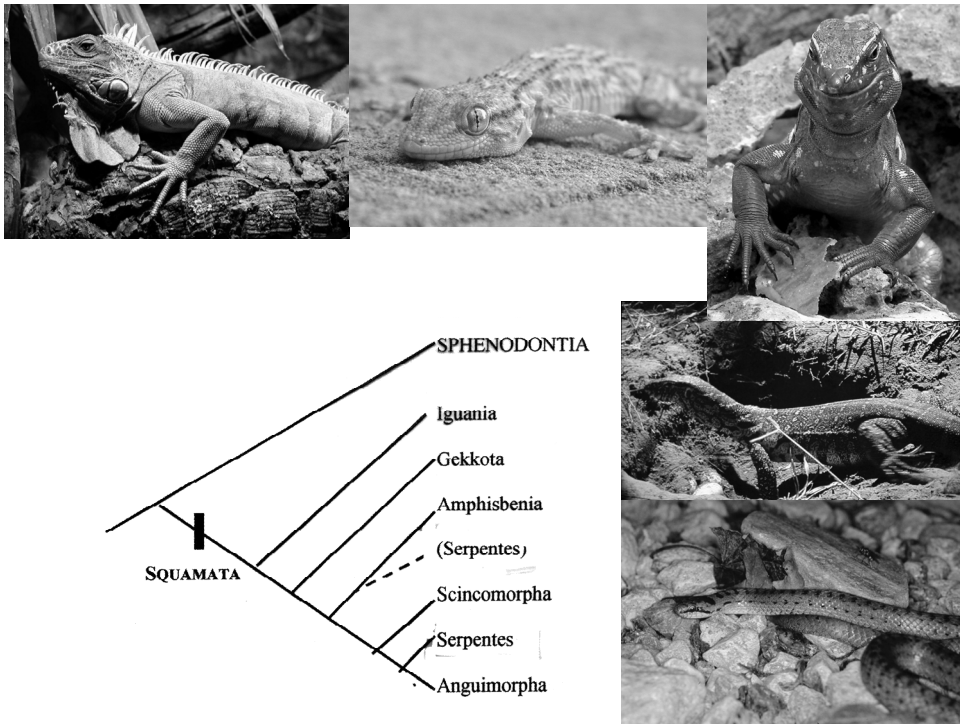 SPHENODONTIA
Iguania
Gekkota
Amphisbenia
(Serpentes)
SQUAMATA
Scincomorpha
Serpentes
Anguimorpha